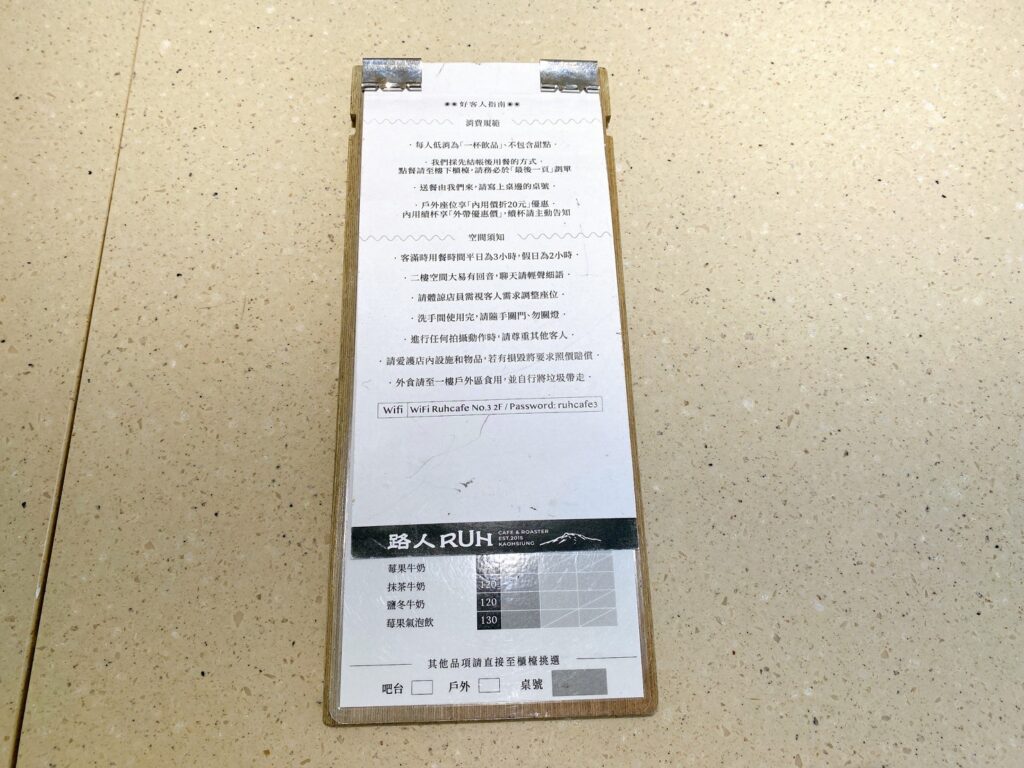 **好客人指南**
消費規範
·每人低消為「一杯飲品」、不包含甜點·
·我們採先結帳後用餐的方式·
點餐請至樓下櫃檯，請務必於「最後一頁」劃單
·送餐由我們來，請寫上桌邊的桌號·
·戶外座位享「內用價折20元」優惠·
內用續杯享「外帶優惠價」，續杯請主動告知
空間須知
·客滿時用餐時間平日為3小時，假日為2小時·
·二樓空間大易有回音，聊天請輕聲細語·
·請體諒店員需視客人需求調整座位·
·洗手間使用完，請隨手關門、勿關燈·
·進行任何拍攝動作時，請尊重其他客人·
·請愛護店內設施和物品，若有損毀將要求照價賠償·
·外食請至一樓戶外區食用，並自行將垃圾帶走·
Wifi WiFi Ruhcafe No.3 2F / Password: ruhcafe3
路人 RUH CAFE & ROASTER
EST.2015
KAOHSIUNG
莓果牛奶
抹茶牛奶 120
鹽冬牛奶 120
莓果氣泡飲 130
其他品項請直接至櫃檯挑選
吧台 戶外 桌號